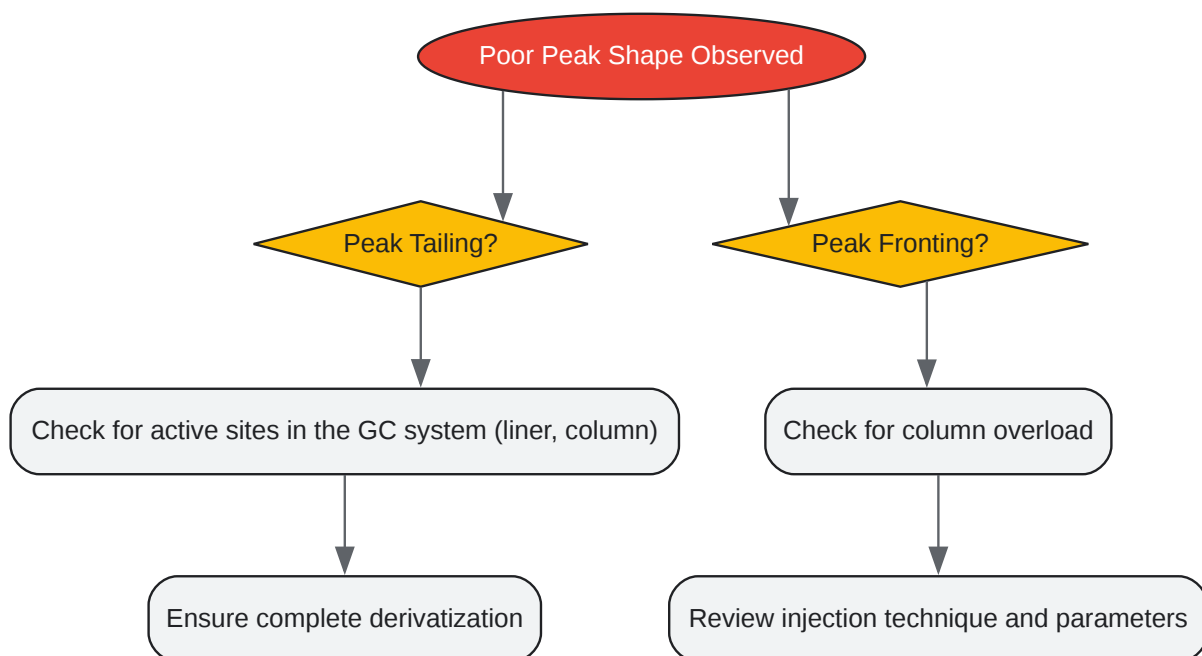 Poor Peak Shape Observed
Peak Tailing?
Peak Fronting?
Check for active sites in the GC system (liner, column)
Check for column overload
Ensure complete derivatization
Review injection technique and parameters